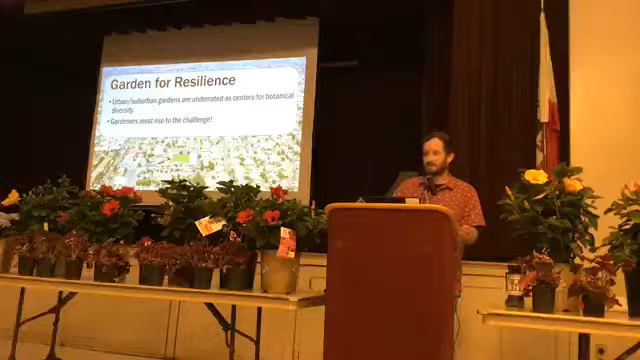 Garden for Resilience
• Urban/suburban gardens are underrated as centers for botanical
diversity
• Gardeners must rise to the challenge!